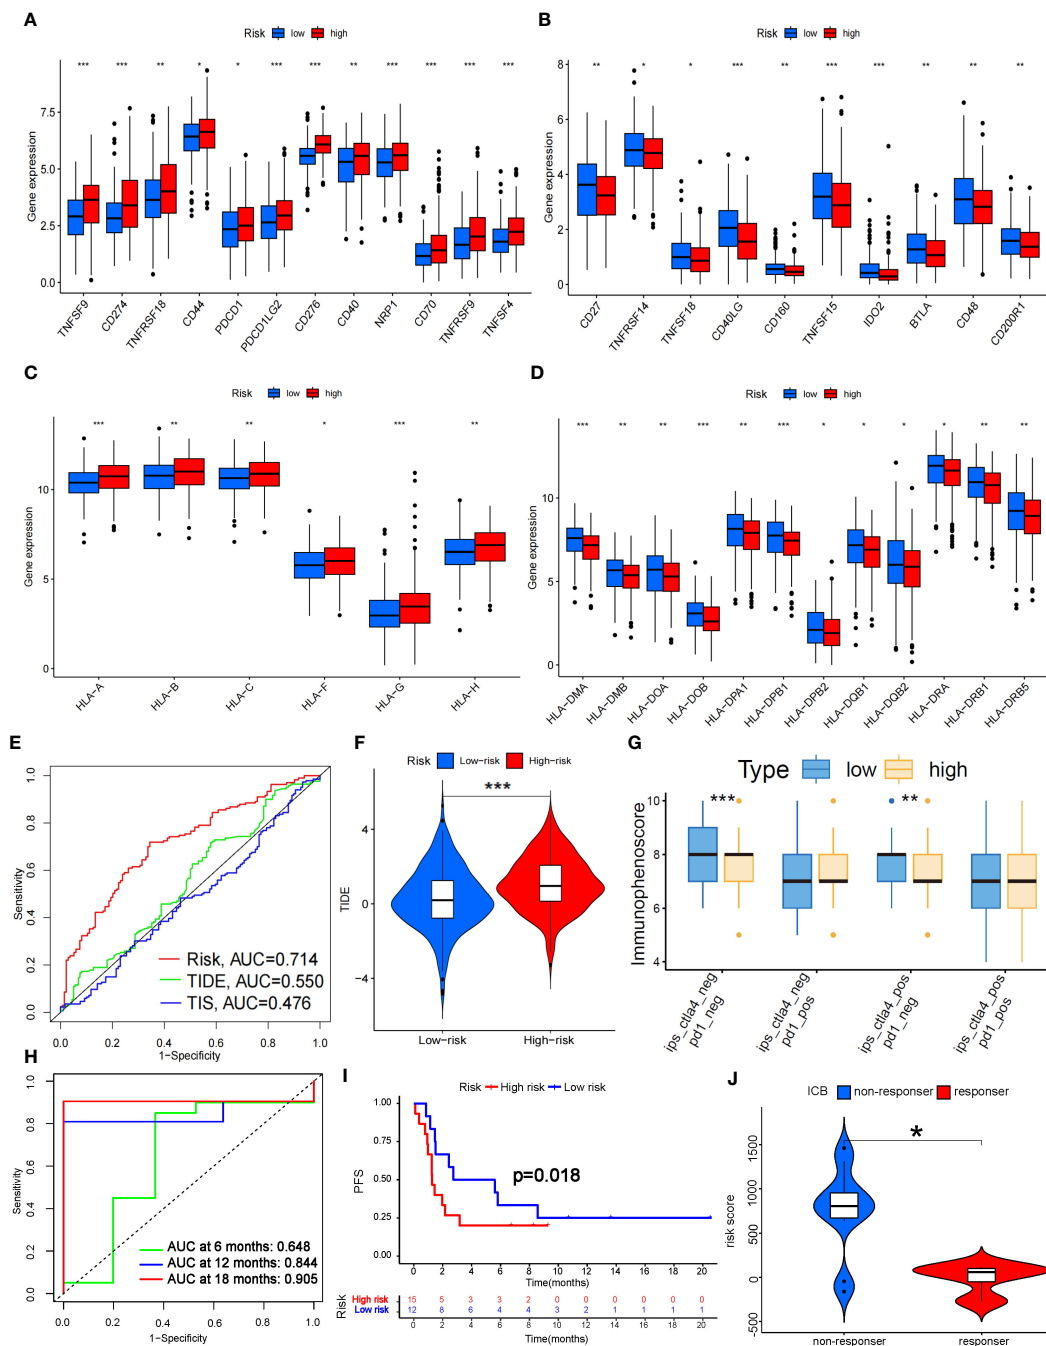 A
Risk low high
Gene expression
7.5
5.0
2.5
0.0
*** *** ** * * *** *** ** *** *** *** ***
TNFSF9 CD274 TNFRSF18 CD44 PDCD1 PDCD1LG2 CD276 CD40 NRP1 CD70 TNFRSF9 TNFSF4
B
Risk low high
Gene expression
8
6
4
2
0
** * * *** ** *** *** ** ** **
CD27 TNFRSF14 TNFSF18 CD40LG CD160 TNFSF15 IDO2 BTLA CD48 CD200R1
C
Risk low high
Gene expression
10
5
0
*** ** ** * *** **
HLA-A HLA-B HLA-C HLA-F HLA-G HLA-H
D
Risk low high
Gene expression
10
5
0
*** ** ** *** ** *** * * * * ** **
HLA-DMA HLA-DMB HLA-DOA HLA-DOB HLA-DPA1 HLA-DPB1 HLA-DPB2 HLA-DQB1 HLA-DQB2 HLA-DRA HLA-DRB1 HLA-DRB5
E
Sensitivity
1.0
0.8
0.6
0.4
0.2
0.0
Risk, AUC=0.714
TIDE, AUC=0.550
TIS, AUC=0.476
0.0 0.2 0.4 0.6 0.8 1.0
1-Specificity
F
Risk Low-risk High-risk
***
TIDE
4
0
-4
Low-risk High-risk
G
Type low high
Immunophenoscore
10
8
6
4
*** **
ips_ctla4_neg pd1_neg
ips_ctla4_neg pd1_pos
ips_ctla4_pos pd1_neg
ips_ctla4_pos pd1_pos
H
Sensitivity
1.0
0.8
0.6
0.4
0.2
0.0
AUC at 6 months: 0.648
AUC at 12 months: 0.844
AUC at 18 months: 0.905
0.0 0.2 0.4 0.6 0.8 1.0
1-Specificity
I
Risk High risk Low risk
PFS
1.00
0.75
0.50
0.25
0.00
p=0.018
0 2 4 6 8 10 12 14 16 18 20
Time(months)
Risk
High risk 15 5 3 3 2 0 0 0 0 0 0
Low risk 12 8 6 4 4 3 2 1 1 1 1
0 2 4 6 8 10 12 14 16 18 20
Time(months)
J
ICB non-responser responser
*
risk score
1500
1000
500
0
-500
non-responser responser